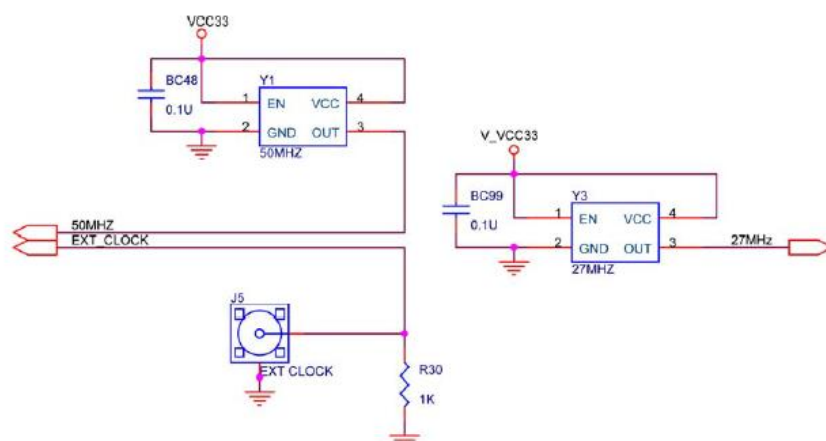 VCC33
BC48
0.1U
Y1
1 EN VCC 4
2 GND OUT 3
50MHZ
50MHZ
EXT_CLOCK
V_VCC33
BC99
0.1U
Y3
1 EN VCC 4
2 GND OUT 3
27MHZ
27MHz
J5
EXT CLOCK
R30
1K